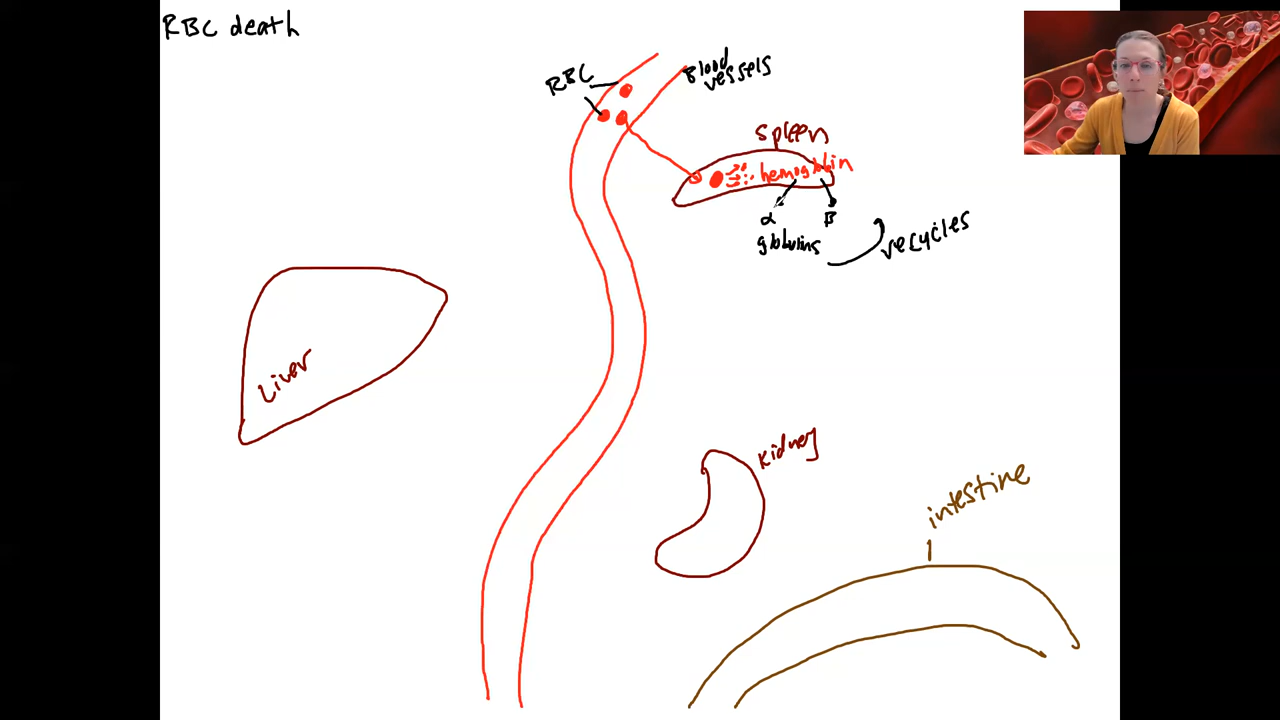 RBC death
RBC
Blood
vessels
spleen
hemoglobin
α
β
globulins
recycles
Liver
kidney
intestine